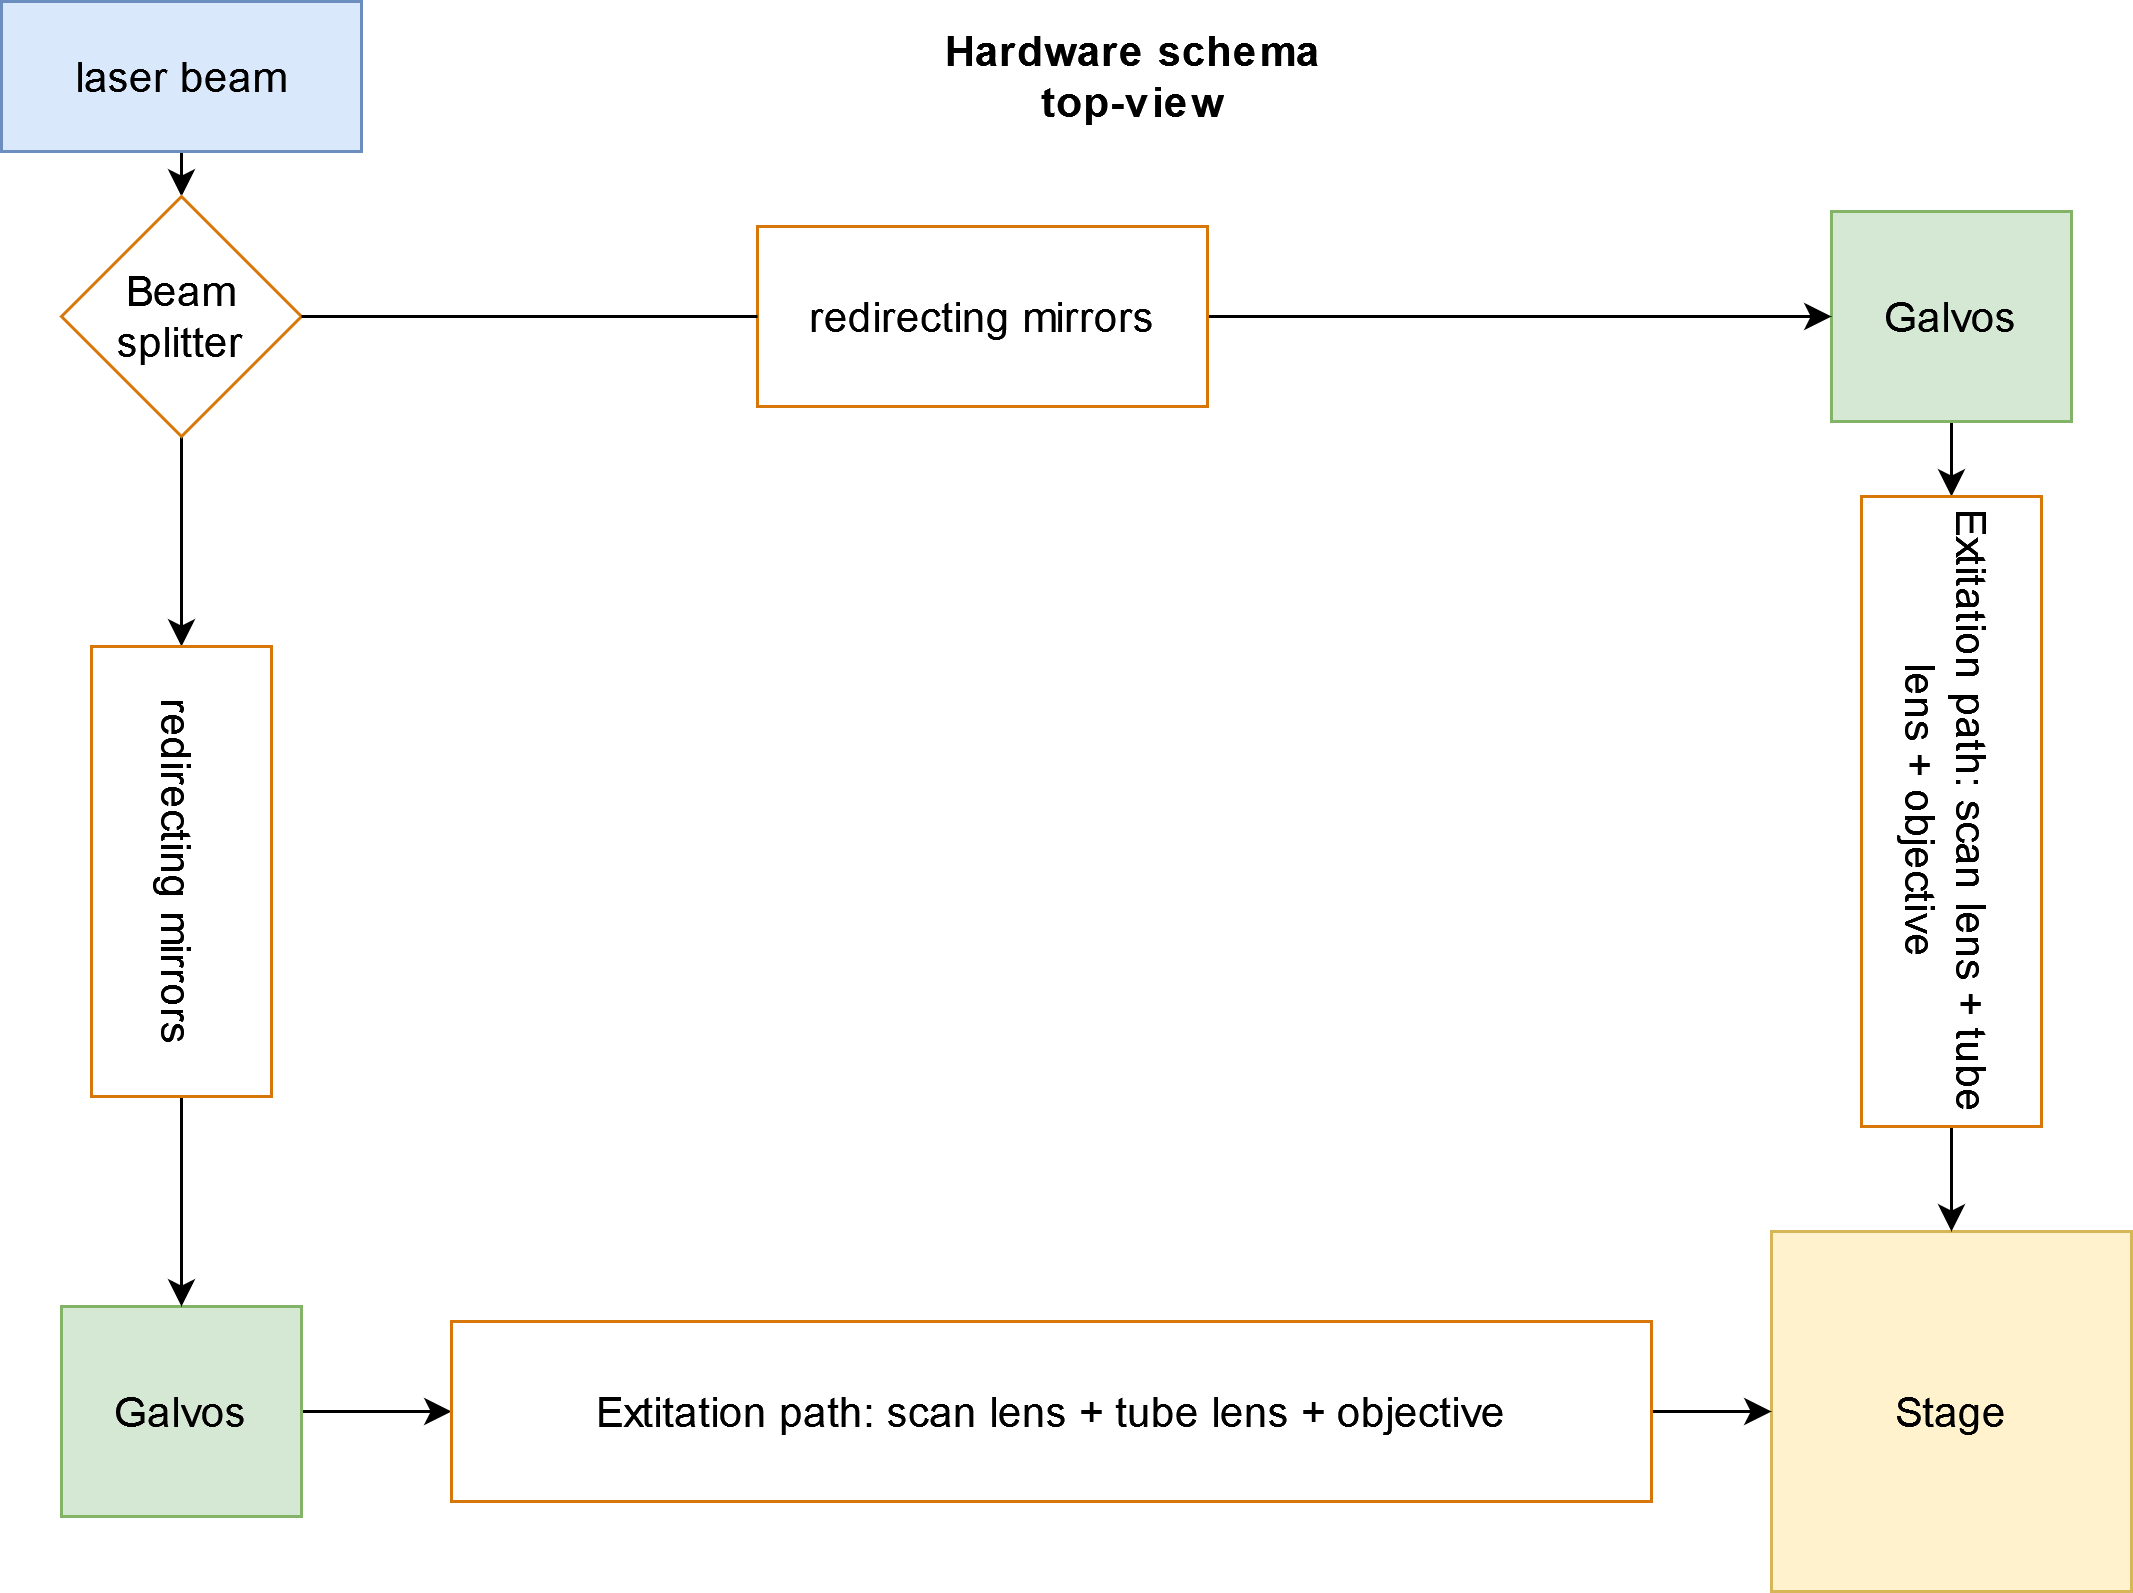 laser beam
Hardware schema
top-view
Beam
splitter
redirecting mirrors
Galvos
Extitation path: scan lens + tube
lens + objective
redirecting mirrors
Galvos
Extitation path: scan lens + tube lens + objective
Stage